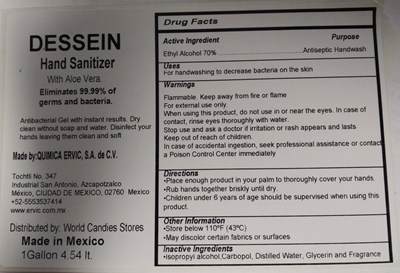 DESSEIN
Hand Sanitizer
With Aloe Vera
Eliminates 99.99% of
germs and bacteria.
Antibacterial Gel with instant results. Dry
clean without soap and water. Disinfect your
hands leaving them clean and soft
Made by:QUIMICA ERVIC, S.A. de C.V.
Tochtli No. 347
Industrial San Antonio, Azcapotzalco
México, CIUDAD DE MÉXICO, 02760 México
+52-5553537414
www.ervic.com.mx
Distributed by: World Candies Stores
Made in Mexico
1Gallon 4.54 lt.
Drug Facts
Active Ingredient Purpose
Ethyl Alcohol 70%......Antiseptic Handwash
Uses
For handwashing to decrease bacteria on the skin
Warnings
Flammable. Keep away from fire or flame
For external use only.
When using this product, do not use in or near the eyes. In case of
contact, rinse eyes thoroughly with water.
Stop use and ask a doctor if irritation or rash appears and lasts
Keep out of reach of children.
In case of accidental ingestion, seek professional assistance or contact
a Poison Control Center immediately
Directions
•Place enough product in your palm to thoroughly cover your hands.
•Rub hands together briskly until dry.
•Children under 6 years of age should be supervised when using this
product.
Other Information
•Store below 110°F (43°C)
•May discolor certain fabrics or surfaces
Inactive Ingredients
•Isopropyl alcohol,Carbopol, Distilled Water, Glycerin and Fragrance